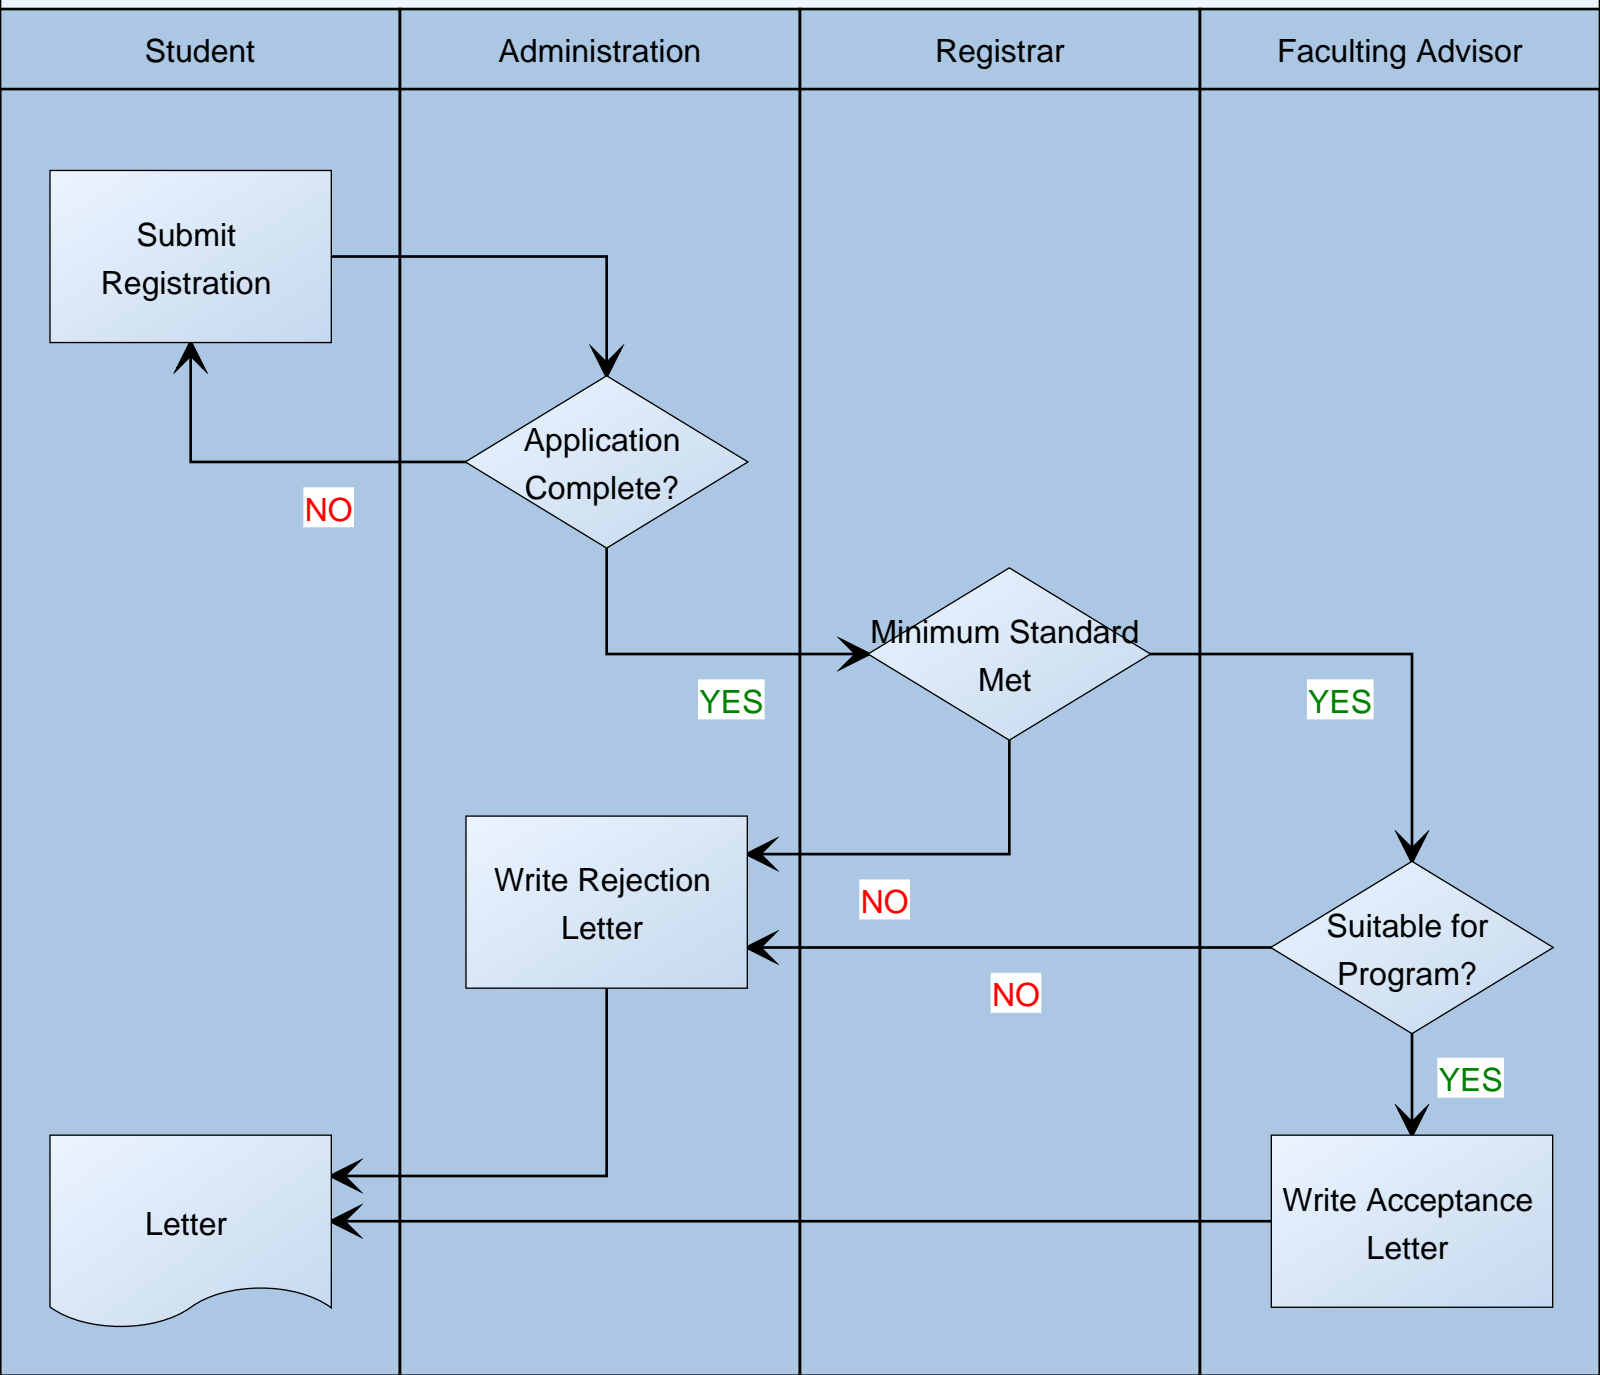 Student
Administration
Registrar
Faculting Advisor
Submit
Registration
Application
Complete?
NO
Minimum Standard
Met
YES
YES
Write Rejection
Letter
NO
Suitable for
Program?
NO
YES
Letter
Write Acceptance
Letter